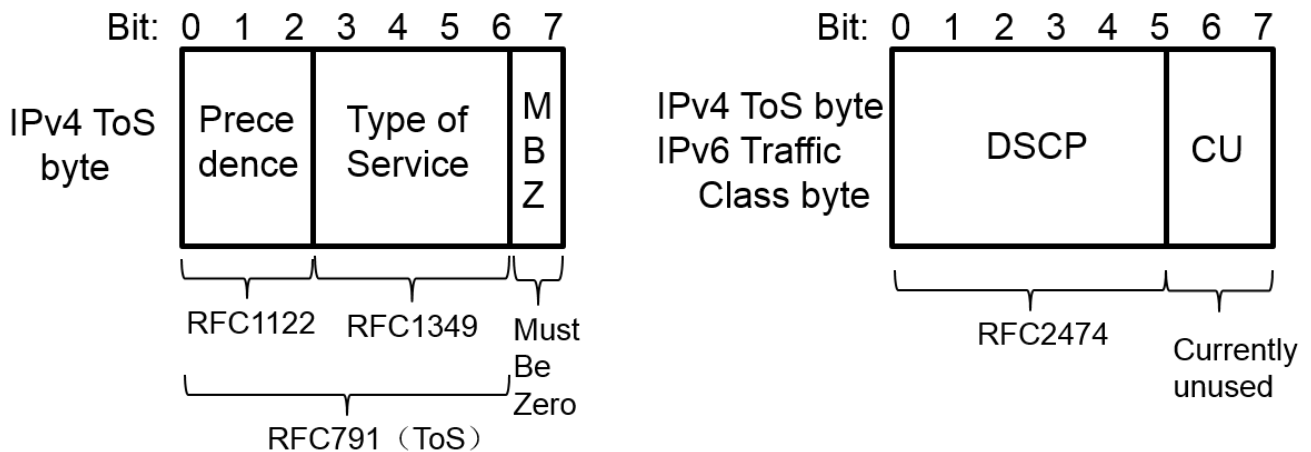 Bit: 0 1 2 3 4 5 6 7
IPv4 ToS
byte
Prece
dence
Type of
Service
M
B
Z
RFC1122
RFC1349
Must
Be
Zero
RFC791（ToS）
Bit: 0 1 2 3 4 5 6 7
IPv4 ToS byte
IPv6 Traffic
Class byte
DSCP
CU
RFC2474
Currently
unused